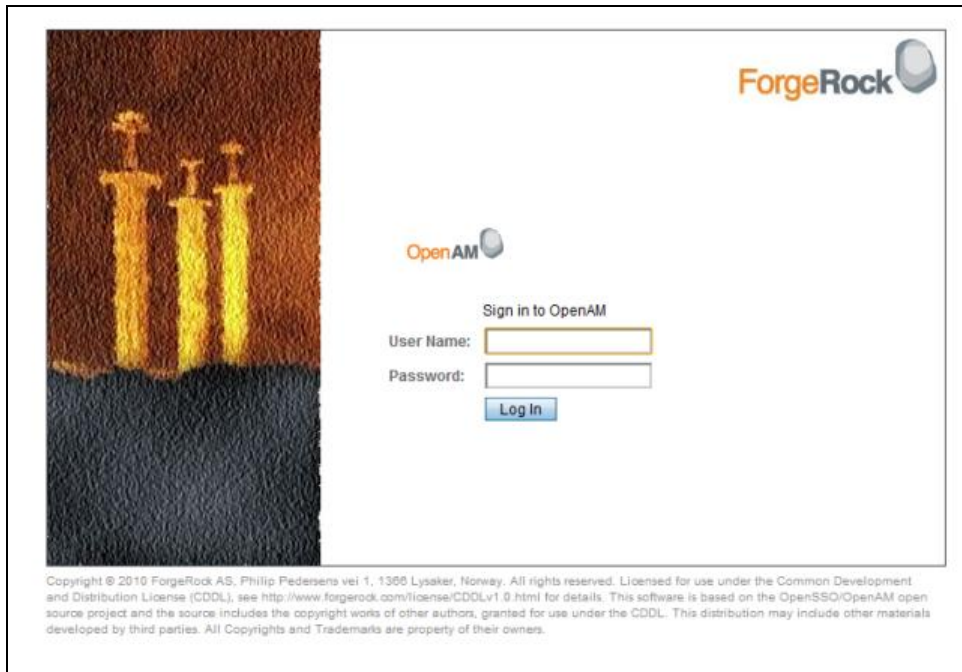 ForgeRock
OpenAM
Sign in to OpenAM
User Name:
Password:
Log In
Copyright © 2010 ForgeRock AS, Philip Pedersens vei 1, 1366 Lysaker, Norway. All rights reserved. Licensed for use under the Common Development
and Distribution License (CDDL), see http://www.forgerock.com/license/CDDLv1.0.html for details. This software is based on the OpenSSO/OpenAM open
source project and the source includes the copyright works of other authors, granted for use under the CDDL. This distribution may include other materials
developed by third parties. All Copyrights and Trademarks are property of their owners.